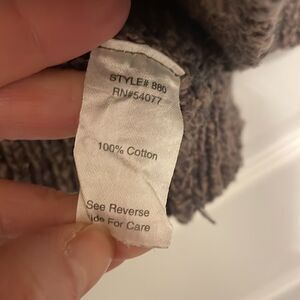 STYLE# 880
RN#54077
100% Cotton
See Reverse
ide For Care